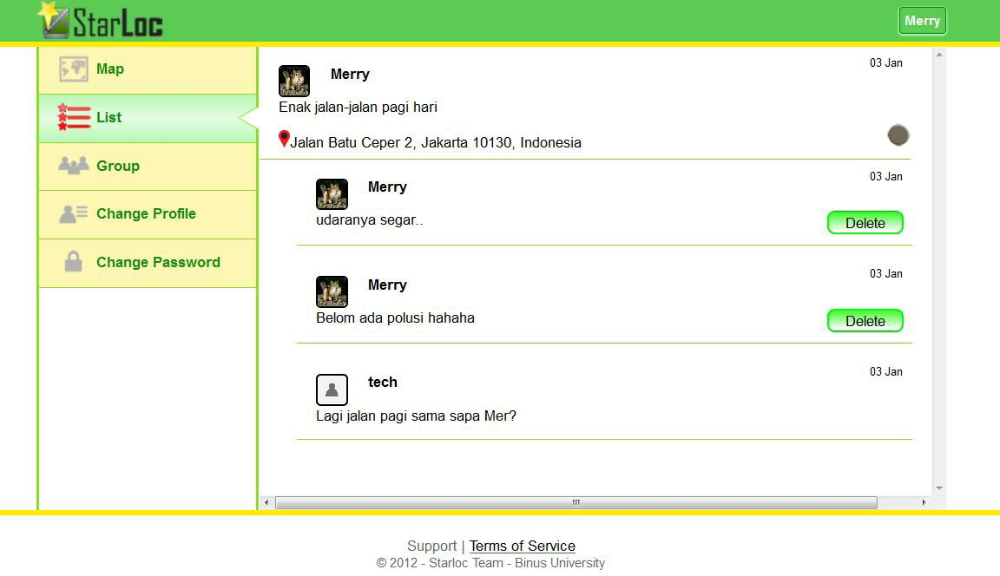 StarLoc
Merry
Map
List
Group
Change Profile
Change Password
Merry
03 Jan
Enak jalan-jalan pagi hari
Jalan Batu Ceper 2, Jakarta 10130, Indonesia
Merry
03 Jan
udaranya segar..
Delete
Merry
03 Jan
Belom ada polusi hahaha
Delete
tech
03 Jan
Lagi jalan pagi sama sapa Mer?
Support | Terms of Service
© 2012 - Starloc Team - Binus University